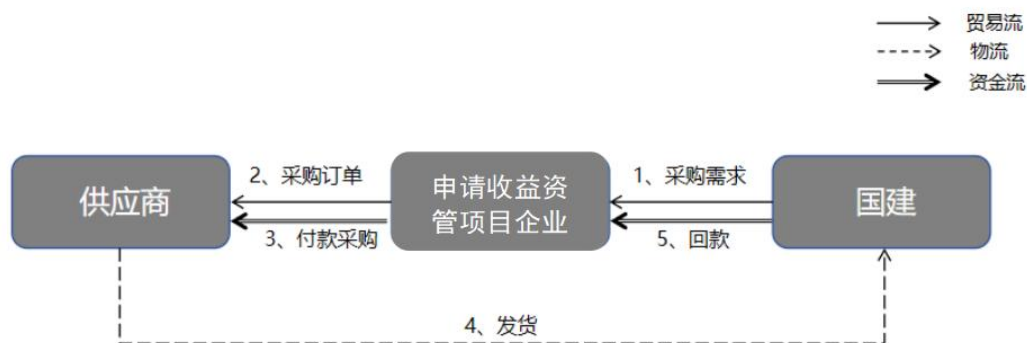 贸易流
物流
资金流
供应商
2、采购订单
3、付款采购
申请收益资
管项目企业
1、采购需求
5、回款
国建
4、发货